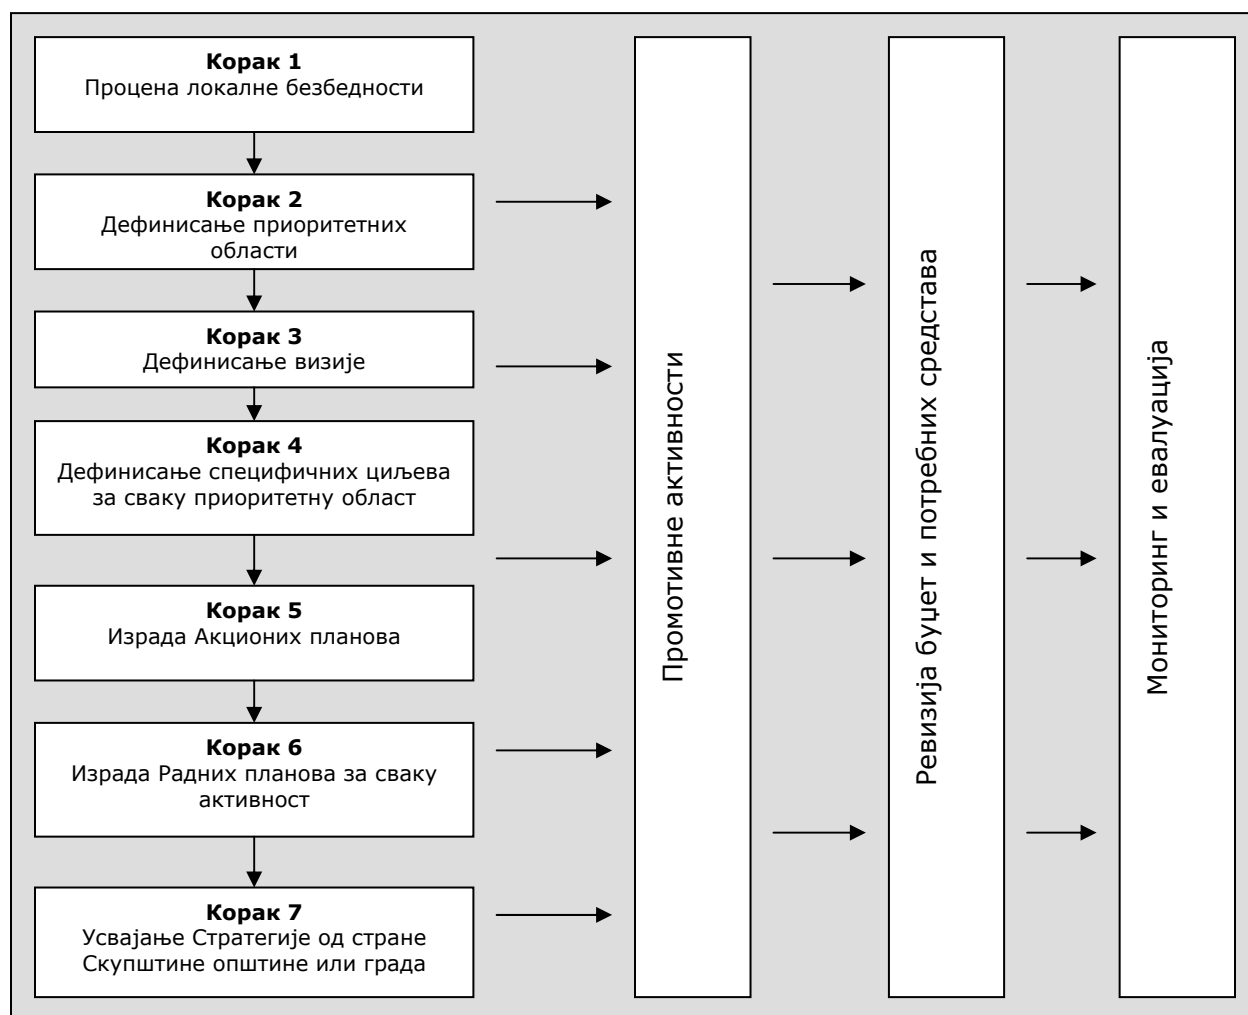 Корак 1
Процена локалне безбедности
Корак 2
Дефинисање приоритетних
области
Корак 3
Дефинисање визије
Корак 4
Дефинисање специфичних циљева
за сваку приоритетну област
Корак 5
Израда Акционих планова
Корак 6
Израда Радних планова за сваку
активност
Корак 7
Усвајање Стратегије од стране
Скупштине општине или града
Промотивне активности
Ревизија буџет и потребних средстава
Мониторинг и евалуација